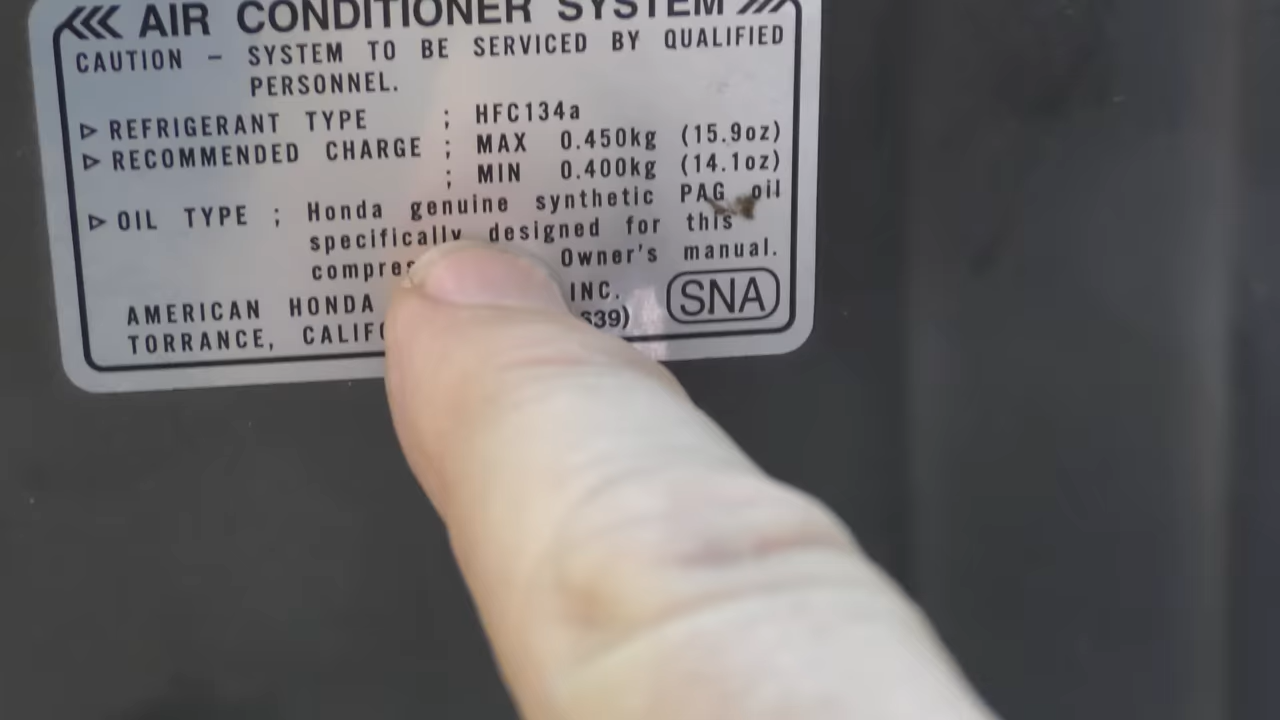 AIR CONDITIONER SYSTEM
CAUTION – SYSTEM TO BE SERVICED BY QUALIFIED
PERSONNEL.
▷ REFRIGERANT TYPE ; HFC134a
▷ RECOMMENDED CHARGE ; MAX 0.450kg (15.9oz)
; MIN 0.400kg (14.1oz)
▷ OIL TYPE ; Honda genuine synthetic PAG oil
specifically designed for this
Owner's manual.
AMERICAN HONDA INC.
TORRANCE, S39)
SNA